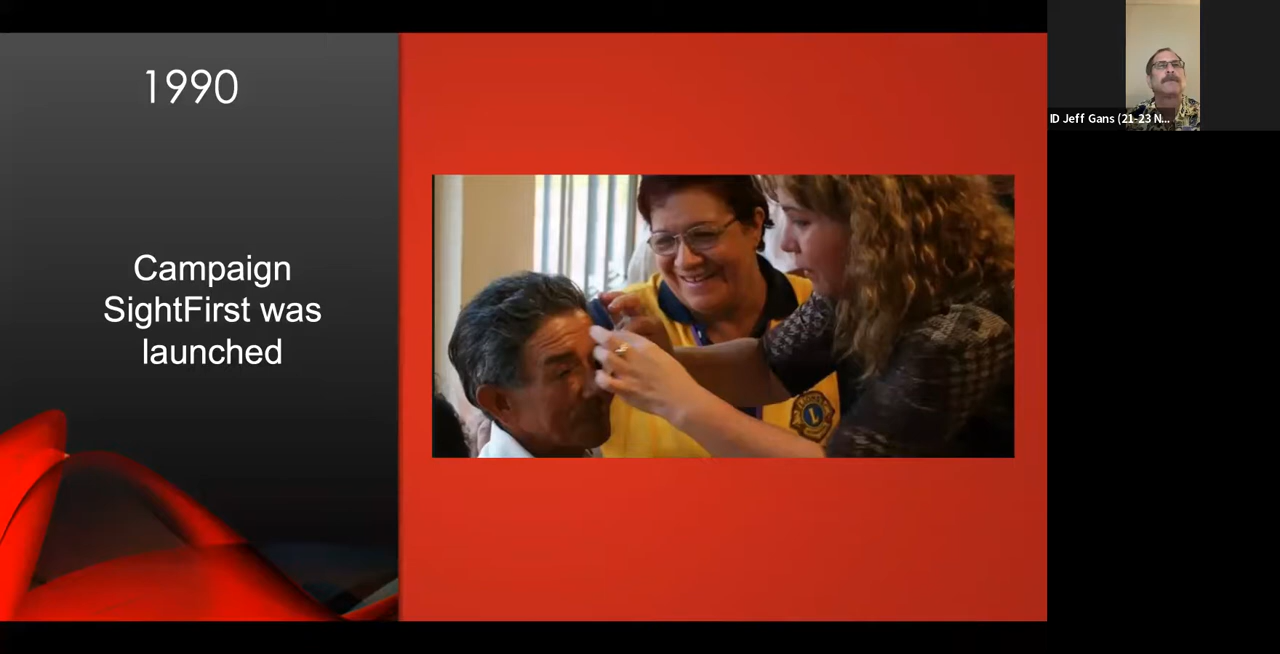 1990
Campaign
SightFirst was
launched
ID Jeff Gans (21-23 N...
L